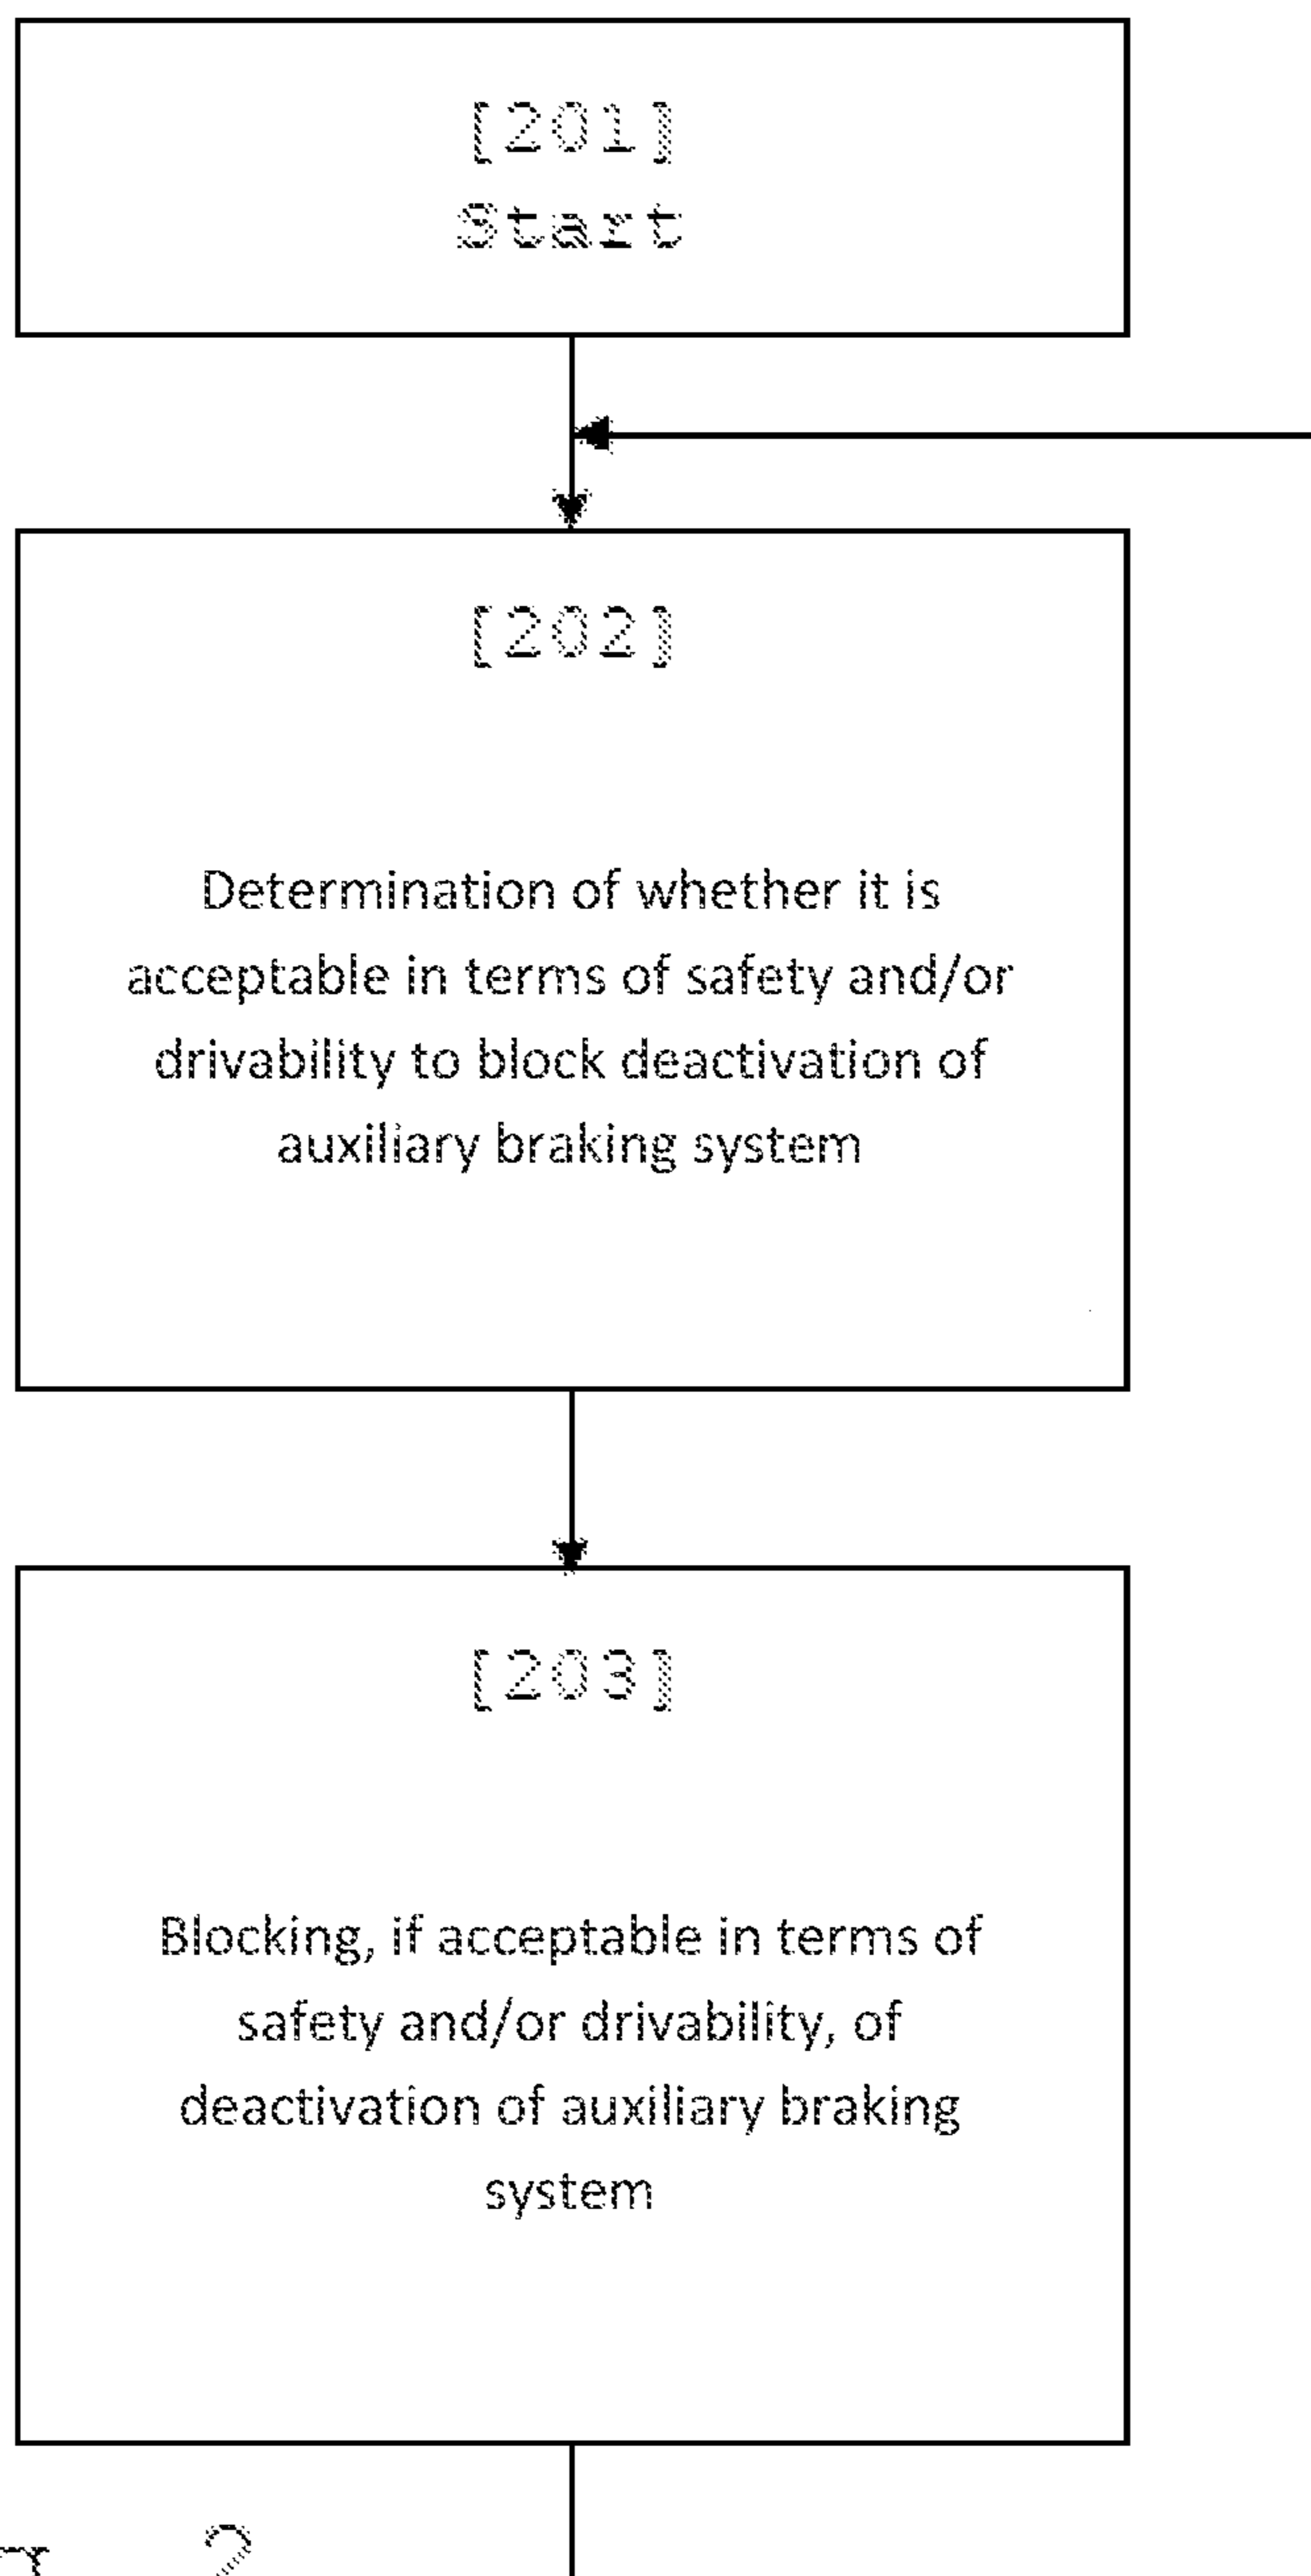 [201]
Start
[202]
Determination of whether it is
acceptable in terms of safety and/or
drivability to block deactivation of
auxiliary braking system
[203]
Blocking, if acceptable in terms of
safety and/or drivability, of
deactivation of auxiliary braking
system
2